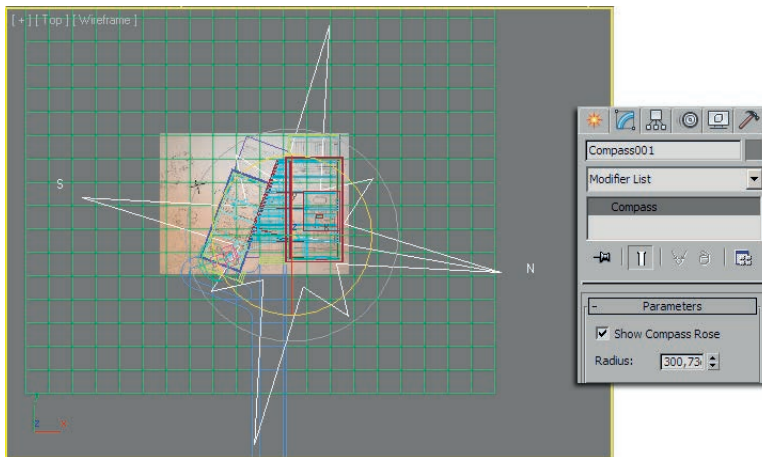 [ + ] [ Top ] [ Wireframe ]
S
N
z x
Compass001
Modifier List
Compass
- Parameters
Show Compass Rose
Radius: 300,73